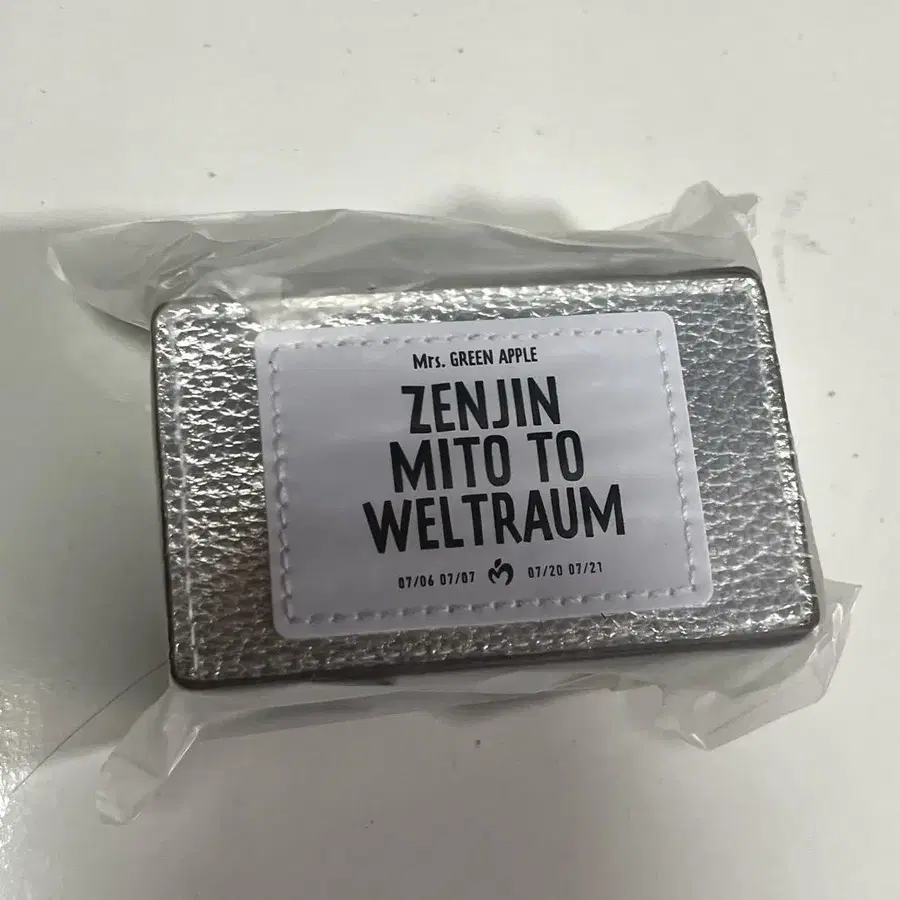 Mrs. GREEN APPLE
ZENJIN
MITO TO
WELTRAUM
07/06 07/07 07/20 07/21